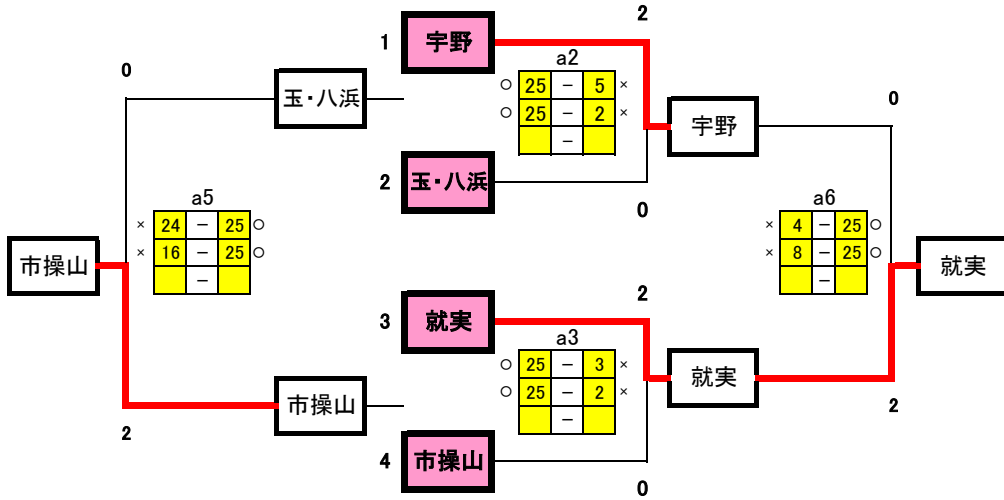 2
1 宇野
a2
0
玉・八浜
○ 25 － 5 ×
0
○ 25 － 2 ×
宇野
－
2 玉・八浜
a5
a6
0
× 24 － 25 ○
× 4 － 25 ○
× 16 － 25 ○
× 8 － 25 ○
市操山
就実
－
－
2
3 就実
a3
○ 25 － 3 ×
就実
市操山
○ 25 － 2 ×
2
－
2
4 市操山
0